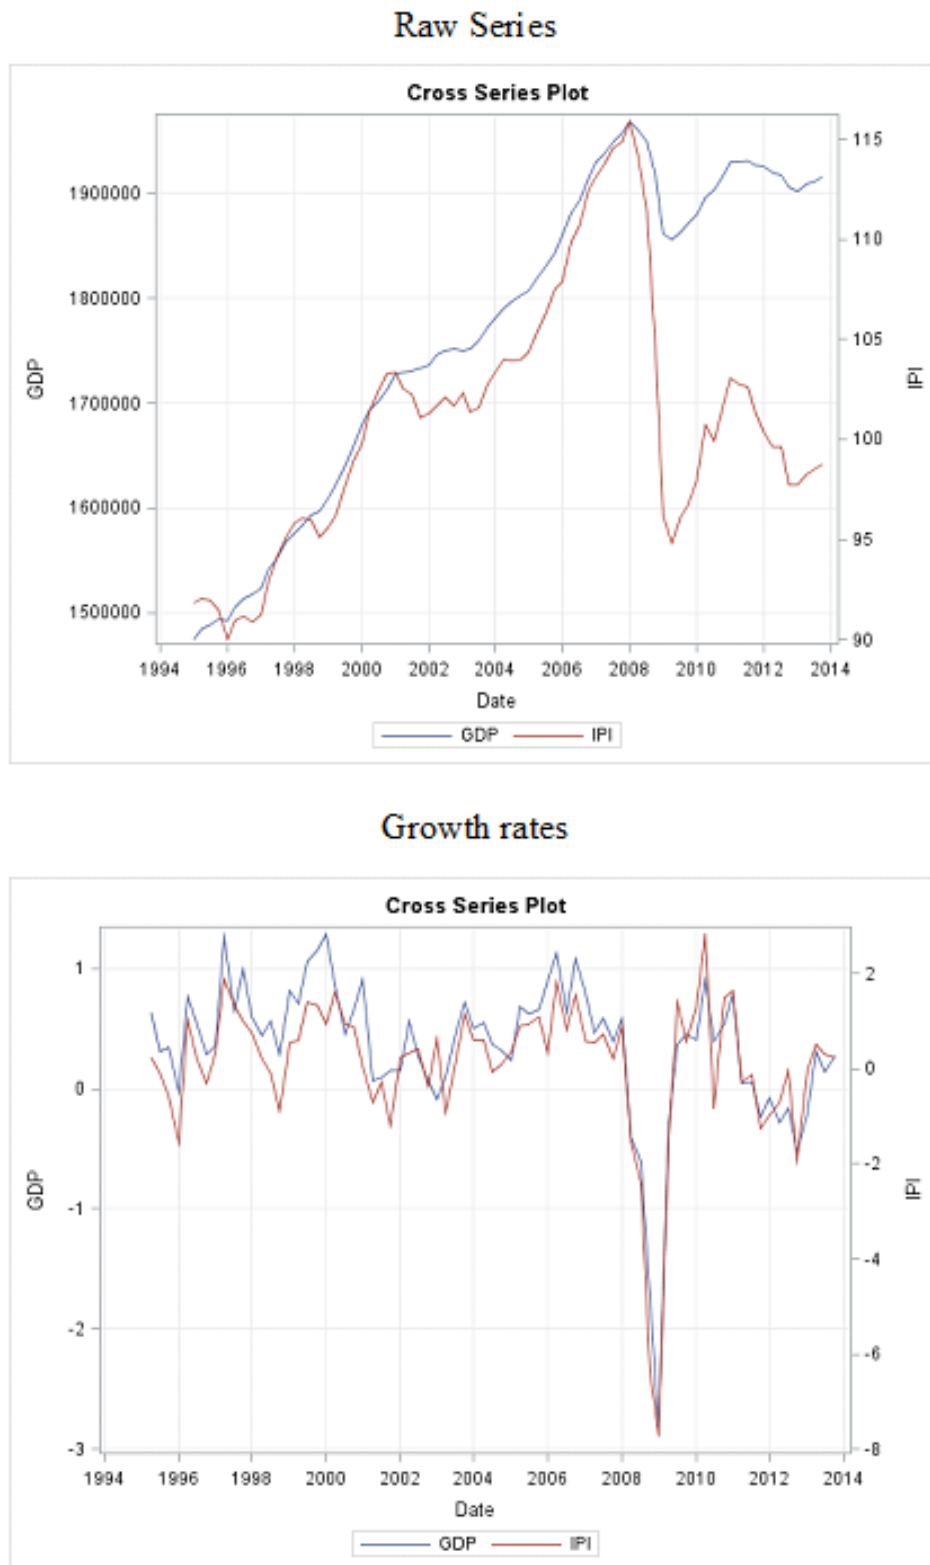 Raw Series
Cross Series Plot
1900000
1800000
1700000
1600000
1500000
GDP
115
110
105
100
95
90
IPI
1994 1996 1998 2000 2002 2004 2006 2008 2010 2012 2014
Date
GDP IPI
Growth rates
Cross Series Plot
1
0
-1
-2
-3
GDP
2
0
-2
-4
-6
-8
IPI
1994 1996 1998 2000 2002 2004 2006 2008 2010 2012 2014
Date
GDP IPI